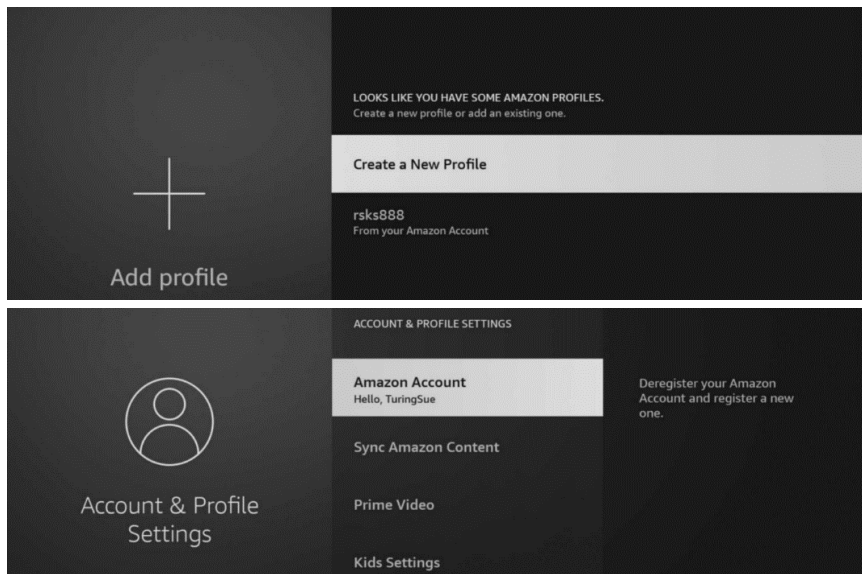 LOOKS LIKE YOU HAVE SOME AMAZON PROFILES.
Create a new profile or add an existing one.
Create a New Profile
rsks888
From your Amazon Account
Add profile
ACCOUNT & PROFILE SETTINGS
Amazon Account
Hello, TuringSue
Sync Amazon Content
Prime Video
Kids Settings
Deregister your Amazon
Account and register a new
one.
Account & Profile
Settings